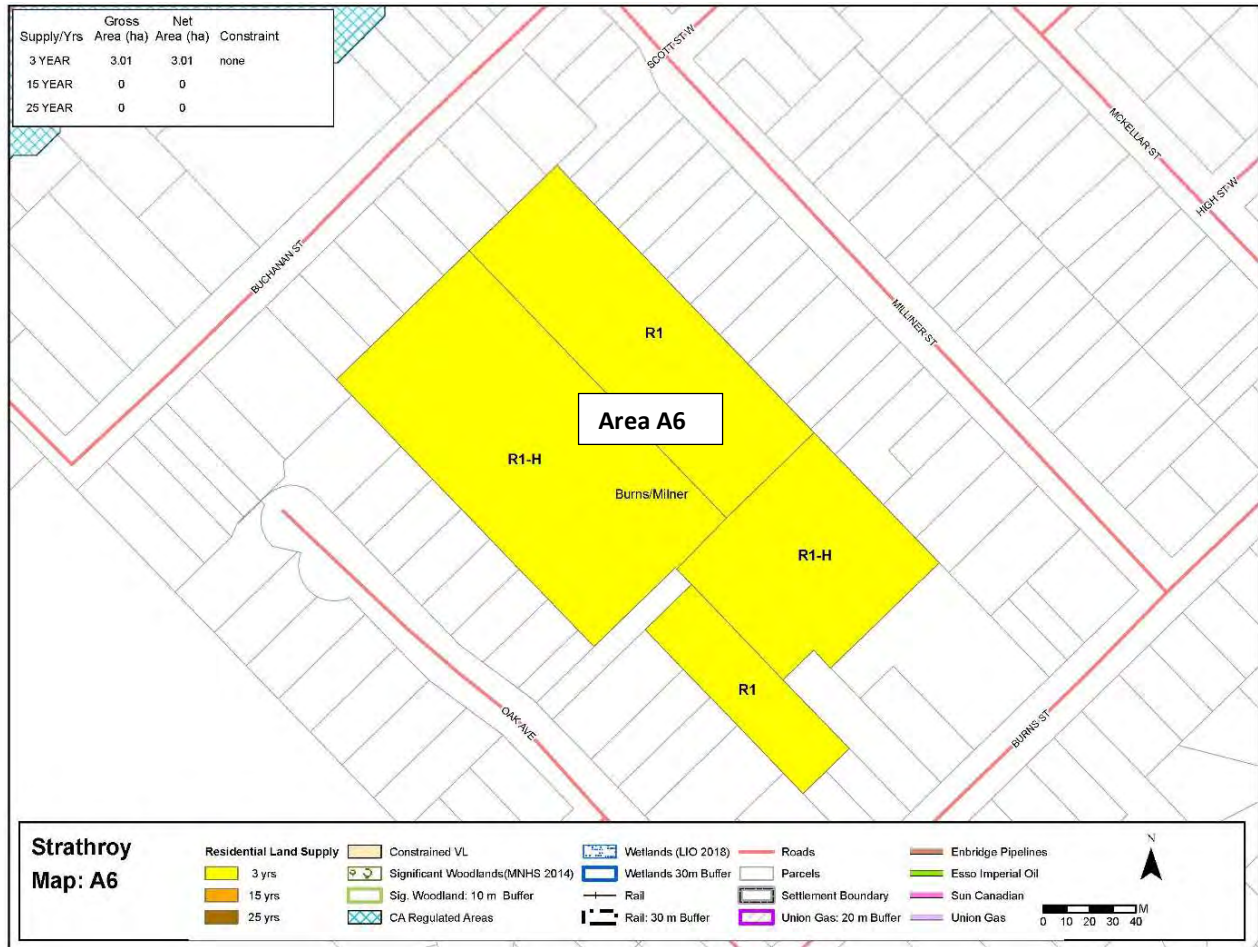 Gross Net
Supply/Yrs Area (ha) Area (ha) Constraint
3 YEAR 3.01 3.01 none
15 YEAR 0 0
25 YEAR 0 0
SCOTT ST W
MCKELLAR ST
HIGH ST W
BUCHANAN ST
MILLINER ST
R1
Area A6
R1-H
Burns/Milner
R1-H
R1
OAK AVE
BURNS ST
Strathroy
Map: A6
Residential Land Supply
3 yrs
15 yrs
25 yrs
Constrained VL
Significant Woodlands(MNHS 2014)
Sig. Woodland: 10 m Buffer
CA Regulated Areas
Wetlands (LIO 2018)
Wetlands 30m Buffer
Rail
Rail: 30 m Buffer
Roads
Parcels
Settlement Boundary
Union Gas: 20 m Buffer
Enbridge Pipelines
Esso Imperial Oil
Sun Canadian
Union Gas
N
M
0 10 20 30 40